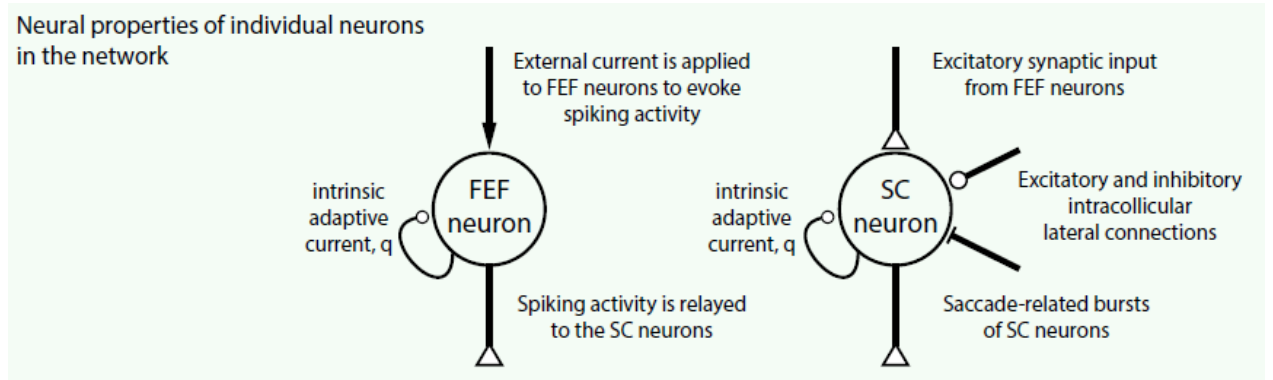 Neural properties of individual neurons
in the network
External current is applied
to FEF neurons to evoke
spiking activity
intrinsic
adaptive
current, q
FEF
neuron
Spiking activity is relayed
to the SC neurons
Excitatory synaptic input
from FEF neurons
intrinsic
adaptive
current, q
SC
neuron
Excitatory and inhibitory
intracollicular
lateral connections
Saccade-related bursts
of SC neurons